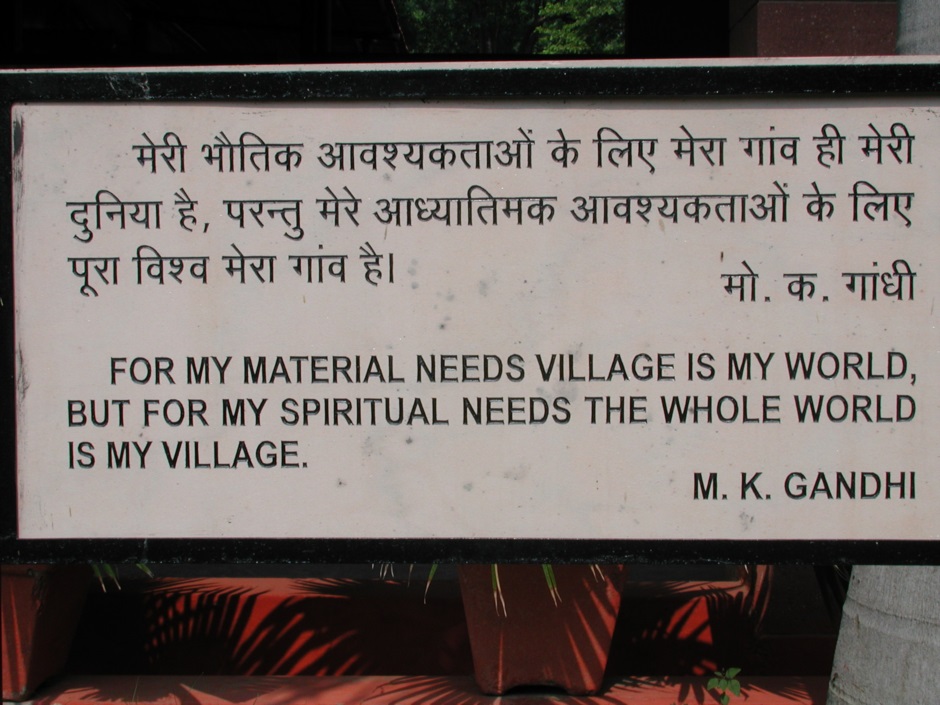 मेरी भौतिक आवश्यकताओं के लिए मेरा गांव ही मेरी
दुनिया है, परन्तु मेरे आध्यातिमक आवश्यकताओं के लिए
पूरा विश्व मेरा गांव है।
मो. क. गांधी
FOR MY MATERIAL NEEDS VILLAGE IS MY WORLD,
BUT FOR MY SPIRITUAL NEEDS THE WHOLE WORLD
IS MY VILLAGE.
M. K. GANDHI